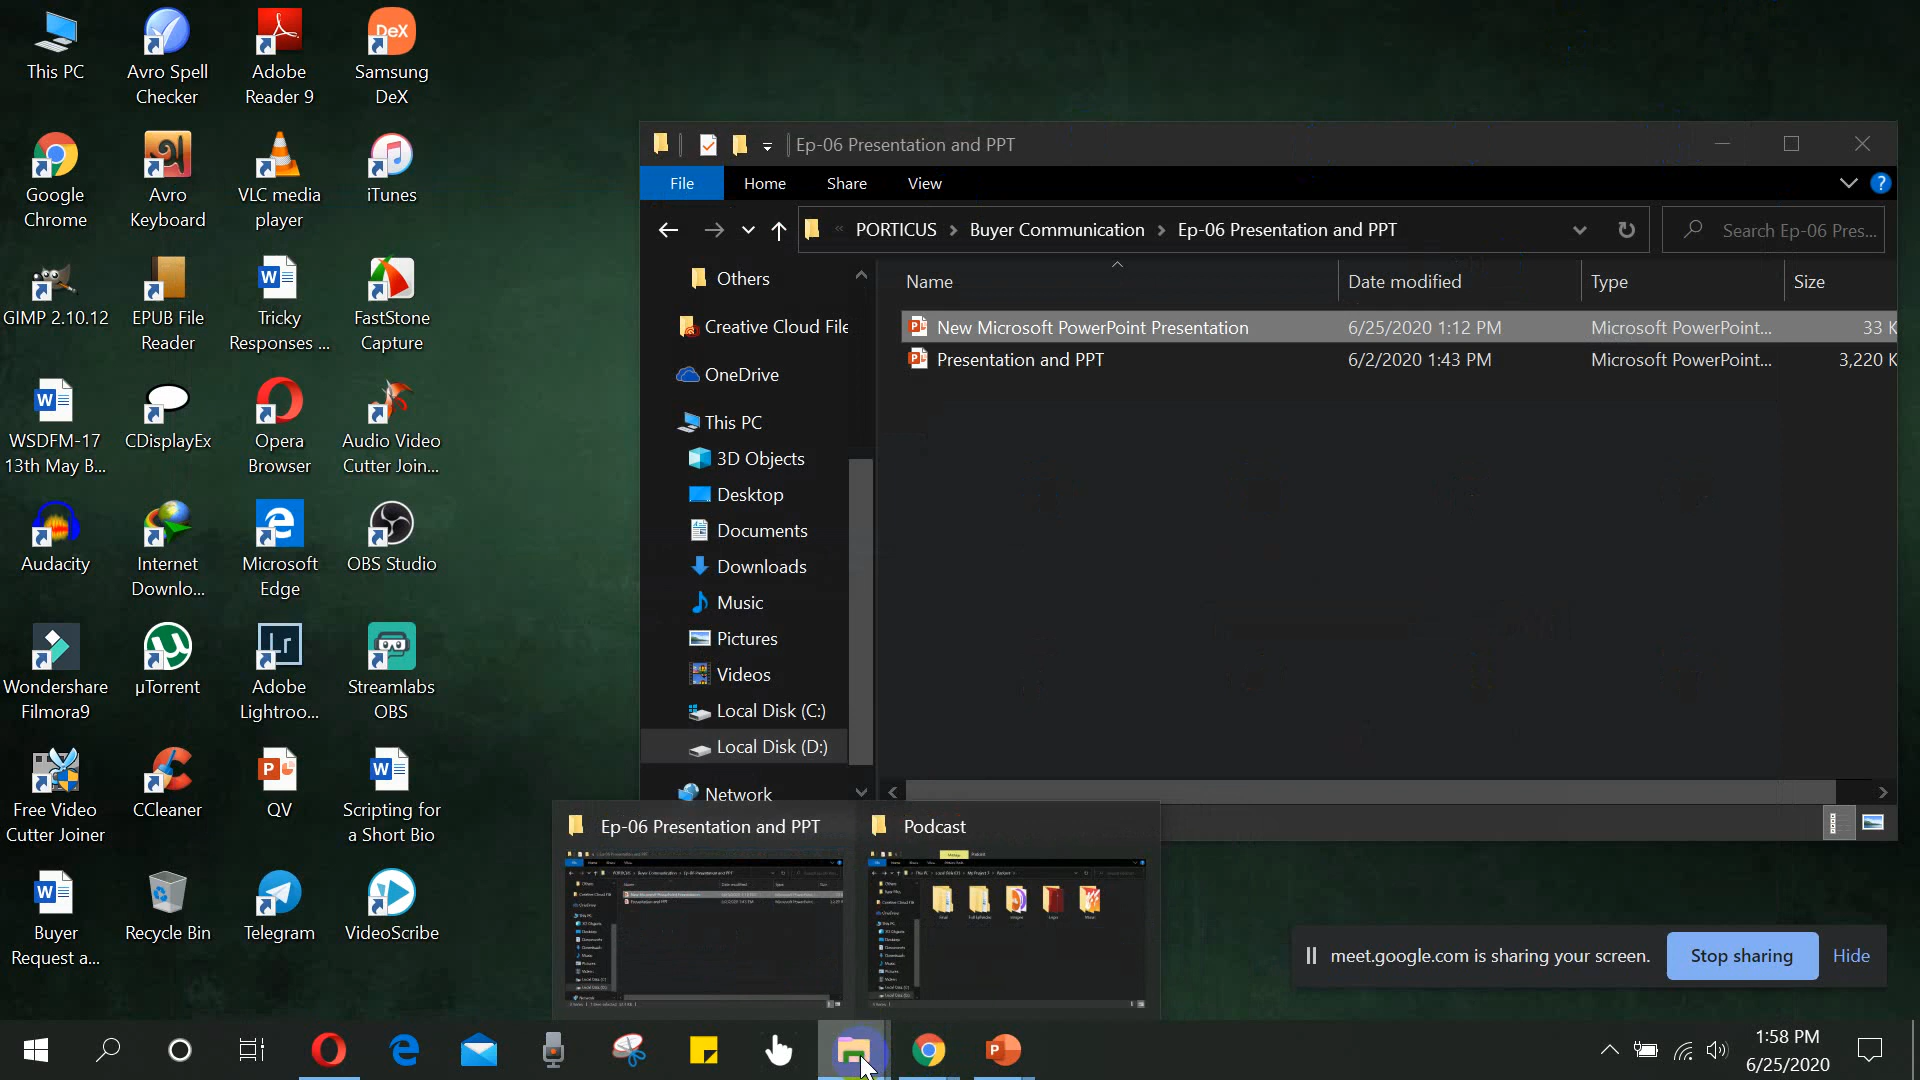 This PC
Avro Spell
Checker
Adobe
Reader 9
DeX
Samsung
DeX
Google
Chrome
Avro
Keyboard
VLC media
player
iTunes
GIMP 2.10.12
EPUB File
Reader
Tricky
Responses ...
FastStone
Capture
WSDFM-17
13th May B...
CDisplayEx
Opera
Browser
Audio Video
Cutter Join...
Audacity
Internet
Downlo...
Microsoft
Edge
OBS Studio
Wondershare
Filmora9
µTorrent
Lr
Adobe
Lightroo...
Streamlabs
OBS
Free Video
Cutter Joiner
CCleaner
QV
Scripting for
a Short Bio
Buyer
Request a...
Recycle Bin
Telegram
VideoScribe
Ep-06 Presentation and PPT
File Home Share View
« PORTICUS > Buyer Communication > Ep-06 Presentation and PPT
Search Ep-06 Pres...
Others
Creative Cloud File
OneDrive
This PC
3D Objects
Desktop
Documents
Downloads
Music
Pictures
Videos
Local Disk (C:)
Local Disk (D:)
Network
Name Date modified Type Size
New Microsoft PowerPoint Presentation 6/25/2020 1:12 PM Microsoft PowerPoint... 33 K
Presentation and PPT 6/2/2020 1:43 PM Microsoft PowerPoint... 3,220 K
Ep-06 Presentation and PPT
Podcast
meet.google.com is sharing your screen.
Stop sharing
Hide
1:58 PM
6/25/2020